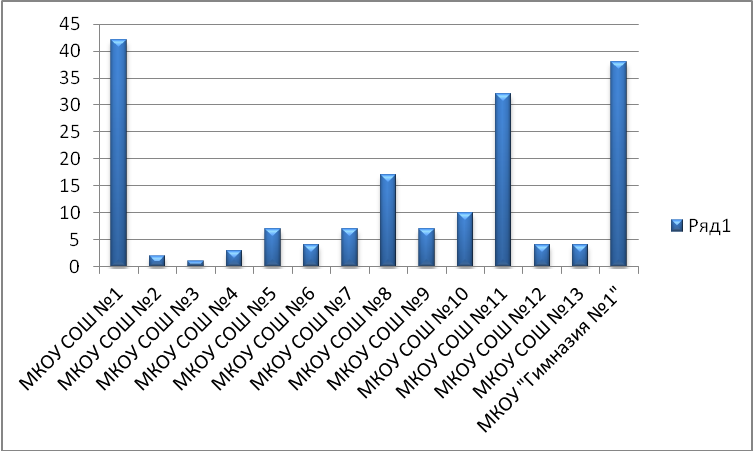 45
40
35
30
25
20
15
10
5
0
МКОУ СОШ №1
МКОУ СОШ №2
МКОУ СОШ №3
МКОУ СОШ №4
МКОУ СОШ №5
МКОУ СОШ №6
МКОУ СОШ №7
МКОУ СОШ №8
МКОУ СОШ №9
МКОУ СОШ №10
МКОУ СОШ №11
МКОУ СОШ №12
МКОУ СОШ №13
МКОУ "Гимназия №1"
Ряд1